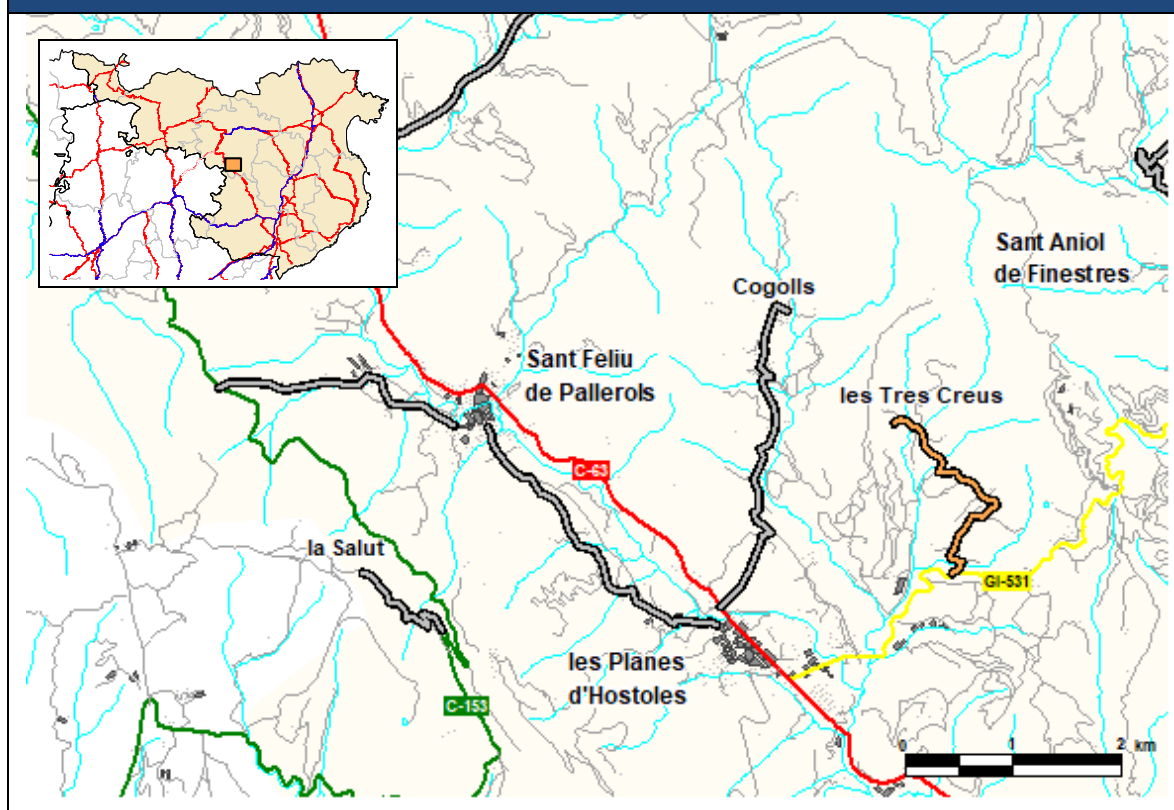 Sant Aniol
de Finestres
Cogolls
Sant Feliu
de Pallerols
les Tres Creus
C-63
la Salut
GI-531
les Planes
d'Hostoles
C-153
0 1 2 km